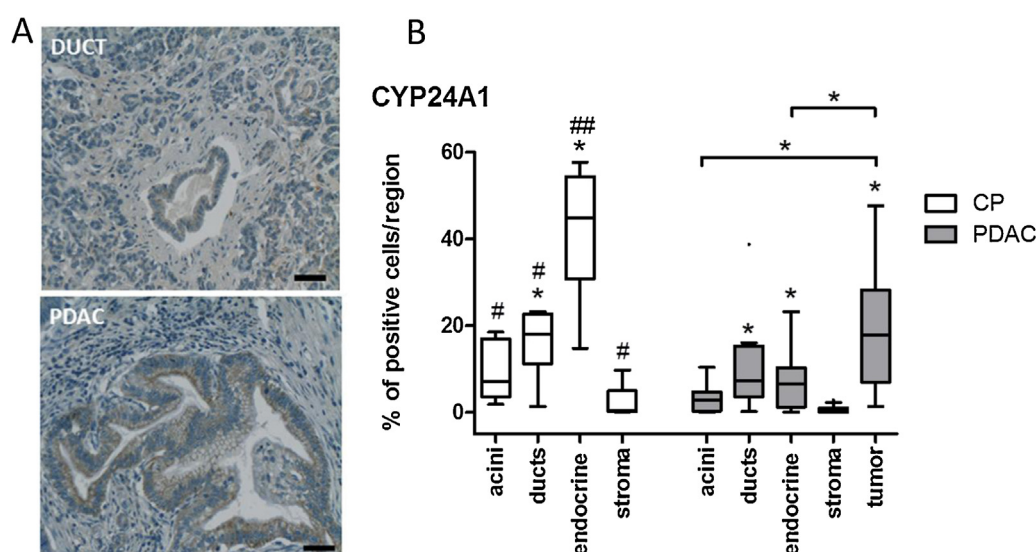 A
DUCT
PDAC
B
CYP24A1
% of positive cells/region
60
40
20
0
#
#
*
##
*
#
*
*
*
*
*
acini
ducts
endocrine
stroma
acini
ducts
endocrine
stroma
tumor
CP
PDAC